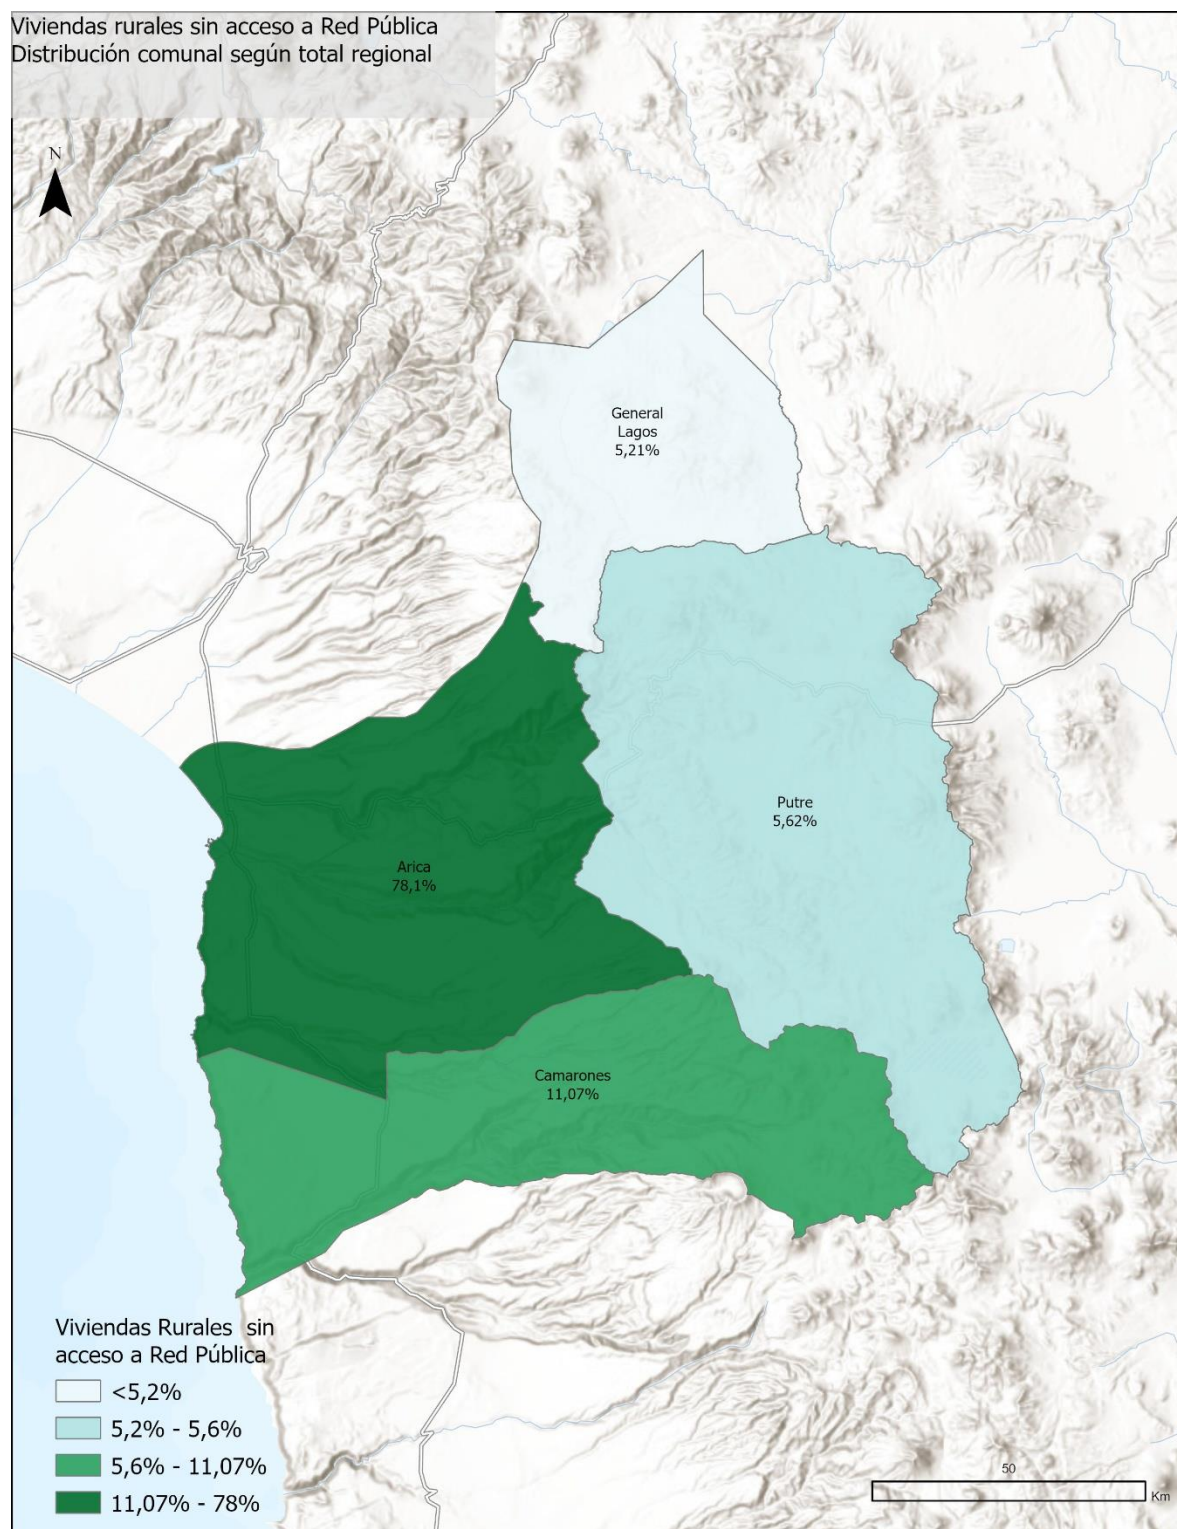 Viviendas rurales sin acceso a Red Pública
Distribución comunal según total regional
N
General
Lagos
5,21%
Putre
5,62%
Arica
78,1%
Camarones
11,07%
Viviendas Rurales sin
acceso a Red Pública
<5,2%
5,2% - 5,6%
5,6% - 11,07%
11,07% - 78%
50
Km